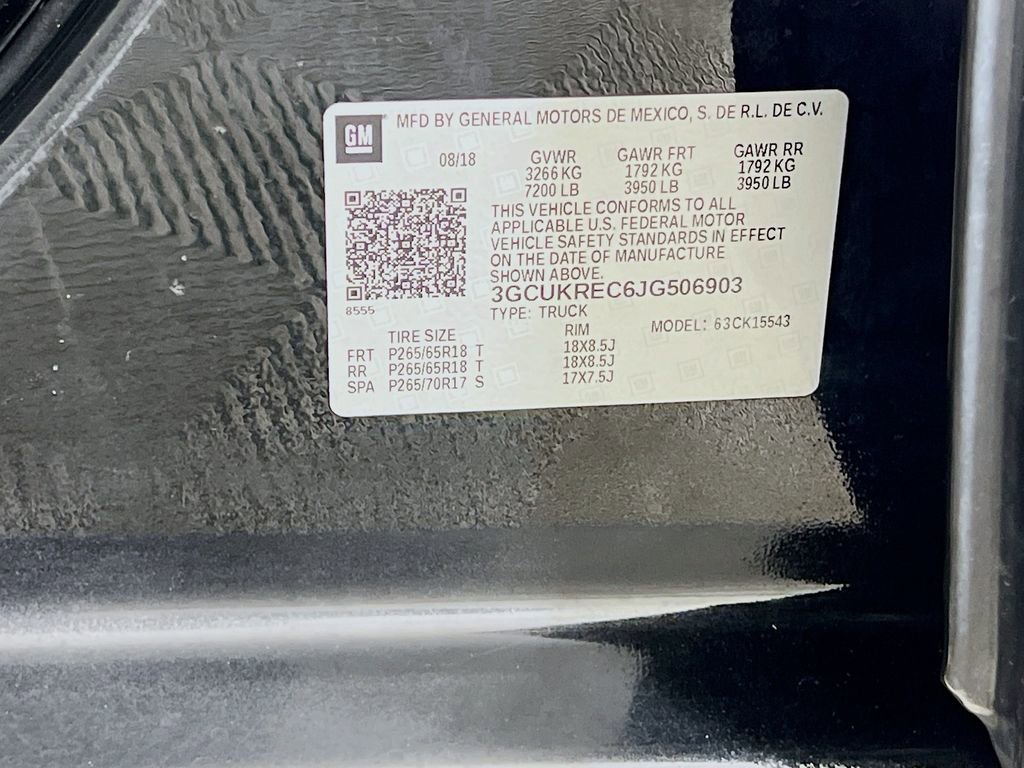 GM
MFD BY GENERAL MOTORS DE MEXICO, S. DE R.L. DE C.V.
08/18 GVWR GAWR FRT GAWR RR
3266 KG 1792 KG 1792 KG
7200 LB 3950 LB 3950 LB
THIS VEHICLE CONFORMS TO ALL
APPLICABLE U.S. FEDERAL MOTOR
VEHICLE SAFETY STANDARDS IN EFFECT
ON THE DATE OF MANUFACTURE
SHOWN ABOVE.
3GCUKREC6JG506903
8555
TYPE: TRUCK
MODEL: 63CK15543
TIRE SIZE RIM
FRT P265/65R18 T 18X8.5J
RR P265/65R18 T 18X8.5J
SPA P265/70R17 S 17X7.5J